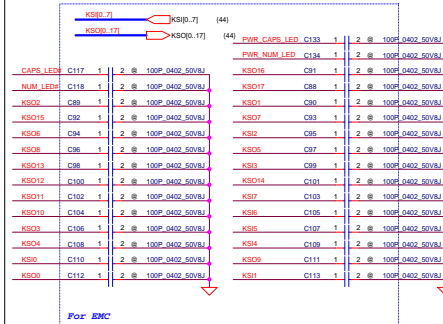 KSI[0..7] KSI[0..7] (44)
KSO[0..17] KSO[0..17] (44)
PWR_CAPS_LED C133 1 2 @ 100P_0402_50V8J
PWR_NUM_LED C134 1 2 @ 100P_0402_50V8J
CAPS_LED# C117 1 2 @ 100P_0402_50V8J KSO16 C91 1 2 @ 100P_0402_50V8J
NUM_LED# C118 1 2 @ 100P_0402_50V8J KSO17 C88 1 2 @ 100P_0402_50V8J
KSO2 C89 1 2 @ 100P_0402_50V8J KSO1 C90 1 2 @ 100P_0402_50V8J
KSO15 C92 1 2 @ 100P_0402_50V8J KSO7 C93 1 2 @ 100P_0402_50V8J
KSO6 C94 1 2 @ 100P_0402_50V8J KSI2 C95 1 2 @ 100P_0402_50V8J
KSO8 C96 1 2 @ 100P_0402_50V8J KSO5 C97 1 2 @ 100P_0402_50V8J
KSO13 C98 1 2 @ 100P_0402_50V8J KSI3 C99 1 2 @ 100P_0402_50V8J
KSO12 C100 1 2 @ 100P_0402_50V8J KSO14 C101 1 2 @ 100P_0402_50V8J
KSO11 C102 1 2 @ 100P_0402_50V8J KSI7 C103 1 2 @ 100P_0402_50V8J
KSO10 C104 1 2 @ 100P_0402_50V8J KSI6 C105 1 2 @ 100P_0402_50V8J
KSO3 C106 1 2 @ 100P_0402_50V8J KSI5 C107 1 2 @ 100P_0402_50V8J
KSO4 C108 1 2 @ 100P_0402_50V8J KSI4 C109 1 2 @ 100P_0402_50V8J
KSI0 C110 1 2 @ 100P_0402_50V8J KSO9 C111 1 2 @ 100P_0402_50V8J
KSO0 C112 1 2 @ 100P_0402_50V8J KSI1 C113 1 2 @ 100P_0402_50V8J
For EMC